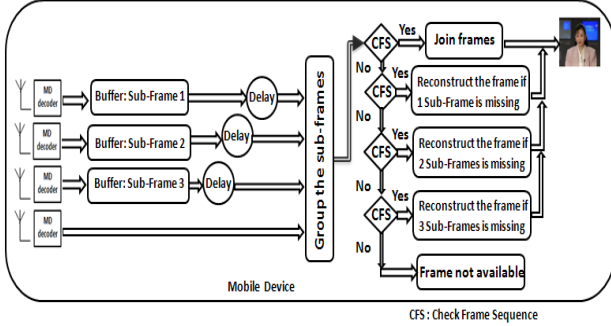 CFS
Yes
Join frames
No
MD
decoder
Buffer: Sub-Frame 1
Delay
CFS
Yes
Reconstruct the frame if
1 Sub-Frame is missing
No
MD
decoder
Buffer: Sub-Frame 2
Delay
Group the sub-frames
CFS
Yes
Reconstruct the frame if
2 Sub-Frames is missing
No
MD
decoder
Buffer: Sub-Frame 3
Delay
CFS
Yes
Reconstruct the frame if
3 Sub-Frames is missing
No
MD
decoder
Frame not available
Mobile Device
CFS : Check Frame Sequence